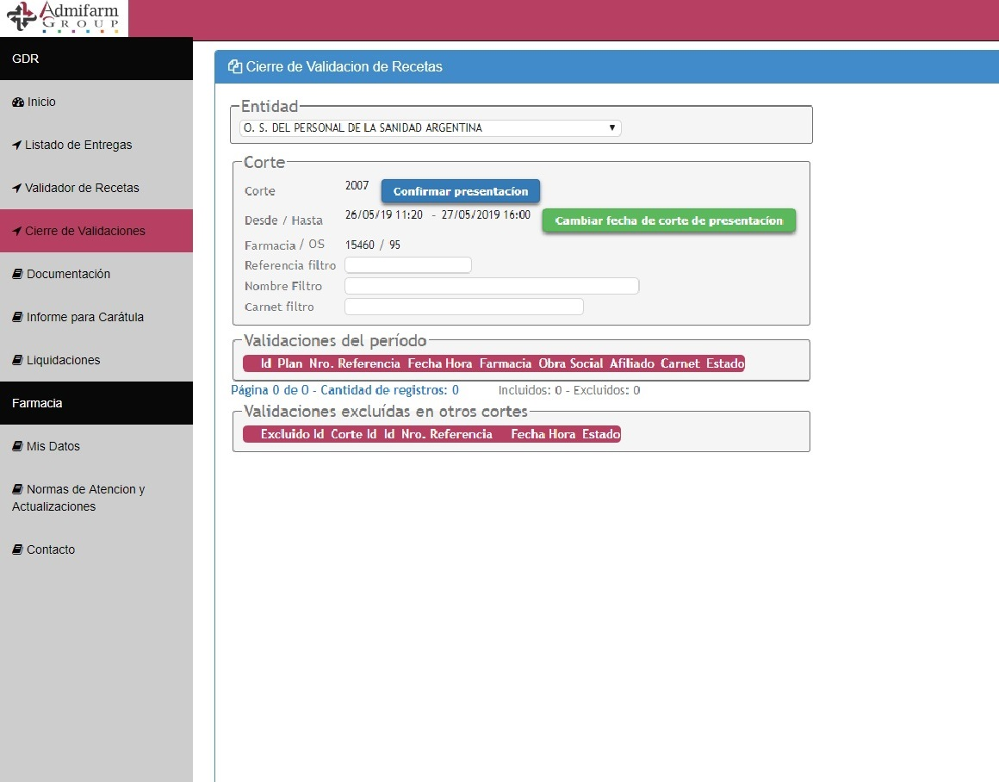 Admifarm
GROUP
GDR
Inicio
Listado de Entregas
Validador de Recetas
Cierre de Validaciones
Documentación
Informe para Carátula
Liquidaciones
Farmacia
Mis Datos
Normas de Atencion y
Actualizaciones
Contacto
Cierre de Validacion de Recetas
Entidad
O. S. DEL PERSONAL DE LA SANIDAD ARGENTINA
Corte
Corte 2007 Confirmar presentacíon
Desde / Hasta 26/05/19 11:20 - 27/05/2019 16:00 Cambiar fecha de corte de presentacíon
Farmacia / OS 15460 / 95
Referencia filtro
Nombre Filtro
Carnet filtro
Validaciones del período
Id Plan Nro. Referencia Fecha Hora Farmacia Obra Social Afiliado Carnet Estado
Página 0 de 0 - Cantidad de registros: 0 Incluidos: 0 - Excluidos: 0
Validaciones excluídas en otros cortes
Excluido Id Corte Id Id Nro. Referencia Fecha Hora Estado